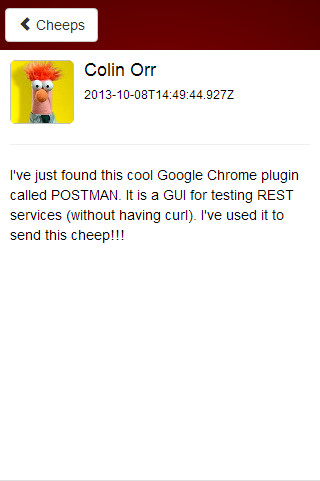 Cheeps
Colin Orr
2013-10-08T14:49:44.927Z
I've just found this cool Google Chrome plugin
called POSTMAN. It is a GUI for testing REST
services (without having curl). I've used it to
send this cheep!!!